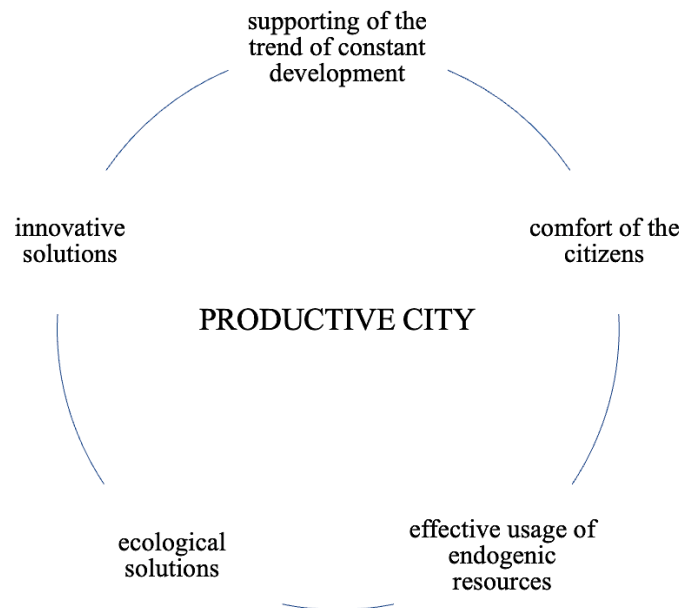 supporting of the
trend of constant
development
innovative
solutions
comfort of the
citizens
PRODUCTIVE CITY
ecological
solutions
effective usage of
endogenic
resources